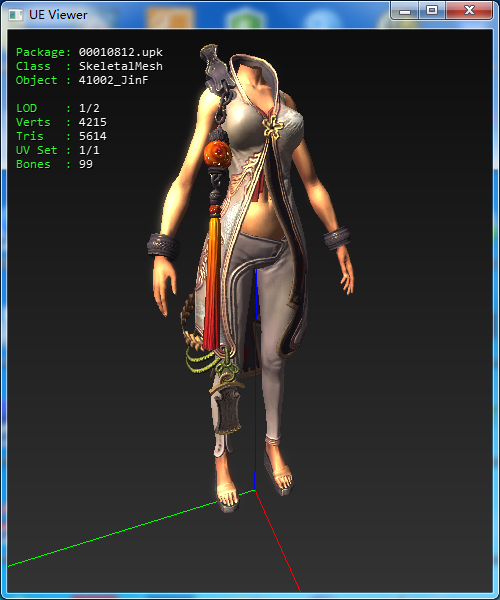 UE Viewer
Package: 00010812.upk
Class : SkeletalMesh
Object : 41002_JinF
LOD : 1/2
Verts : 4215
Tris : 5614
UV Set : 1/1
Bones : 99